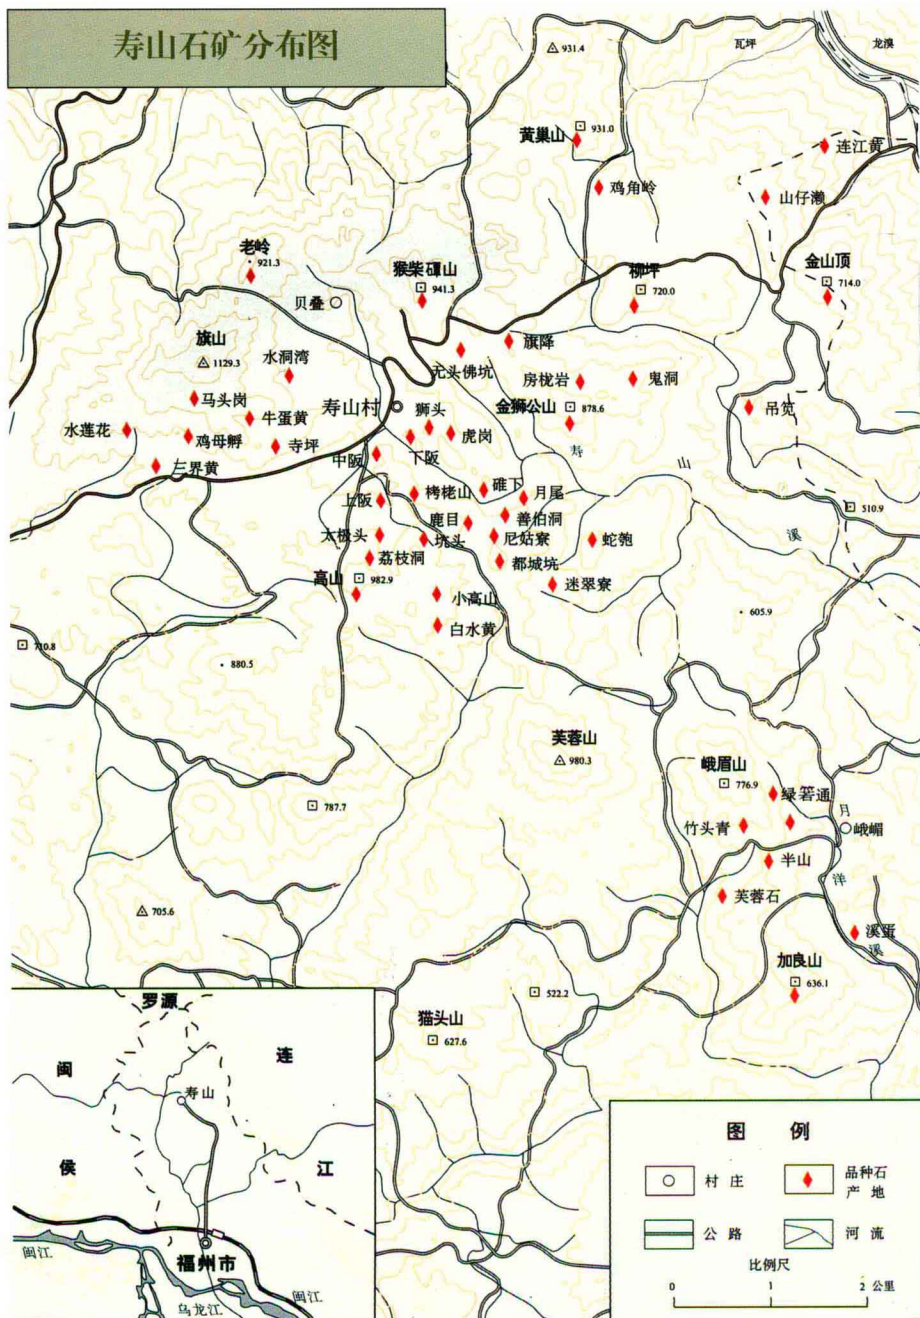 寿山石矿分布图
931.4
瓦坪
龙溴
黄巢山
931.0
连江黄
鸡角岭
山仔濑
老岭
921.3
猴柴磹山
941.3
柳坪
720.0
金山顶
714.0
贝叠
旗山
1129.3
水洞湾
旗降
无头佛坑
房栊岩
鬼洞
马头岗
寿山村
狮头
金狮公山
878.6
吊笕
牛蛋黄
水莲花
鸡母孵
寺坪
虎岗
寿
山
溪
三界黄
中阪
下阪
碓下
月尾
上阪
栲栳山
510.9
鹿目
善伯洞
太极头
坑头
尼姑寮
蛇匏
荔枝洞
都城坑
高山
982.9
小高山
迷翠寮
白水黄
605.9
710.8
880.5
芙蓉山
980.3
峨眉山
776.9
787.7
绿箬通
竹头青
月
洋
溪
峨嵋
半山
芙蓉石
705.6
溪蛋
加良山
636.1
522.2
猫头山
627.6
罗源
闽
侯
连
江
寿山
福州市
闽江
乌龙江
闽江
图 例
村 庄
品种石
产 地
公 路
河 流
比例尺
0 1 2 公里